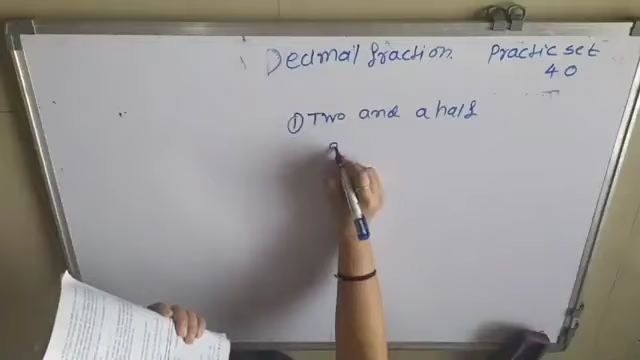 Decimal fraction. Practic set
40
① Two and a half